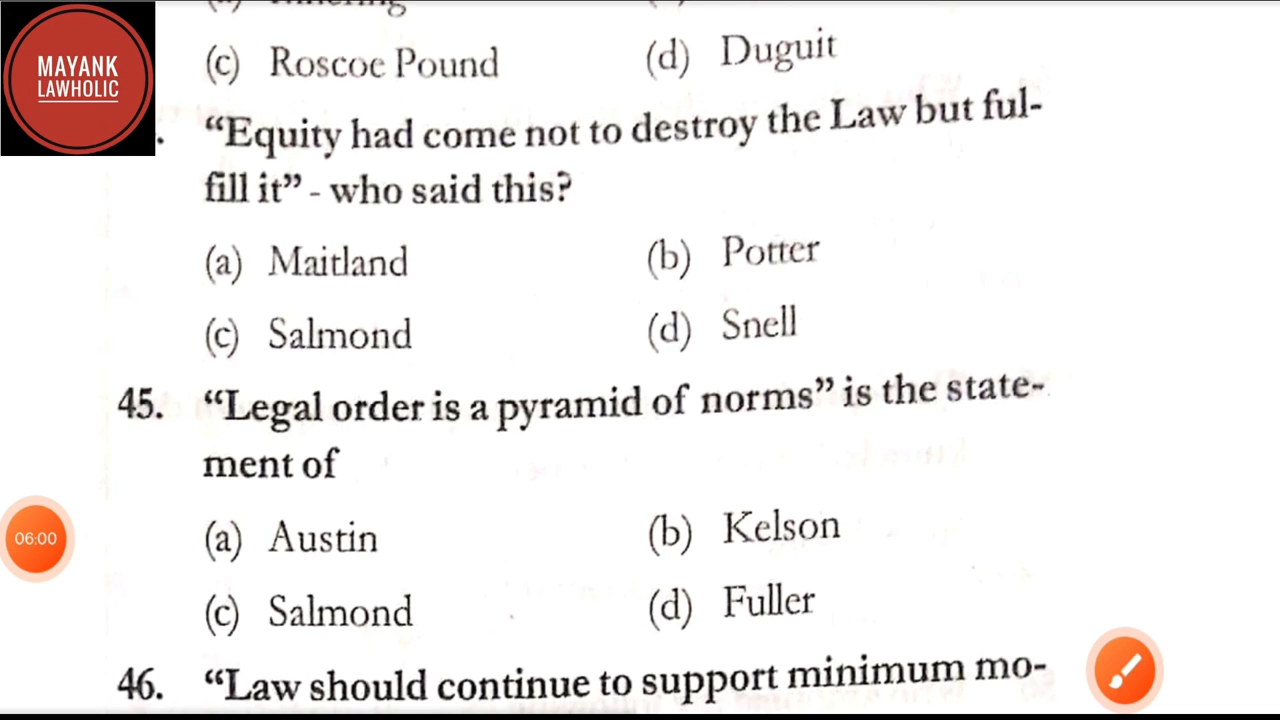 MAYANK
LAWHOLIC
(c) Roscoe Pound (d) Duguit
“Equity had come not to destroy the Law but ful-
fill it” - who said this?
(a) Maitland (b) Potter
(c) Salmond (d) Snell
45. “Legal order is a pyramid of norms” is the state-
ment of
(a) Austin (b) Kelson
(c) Salmond (d) Fuller
46. “Law should continue to support minimum mo-
06:00